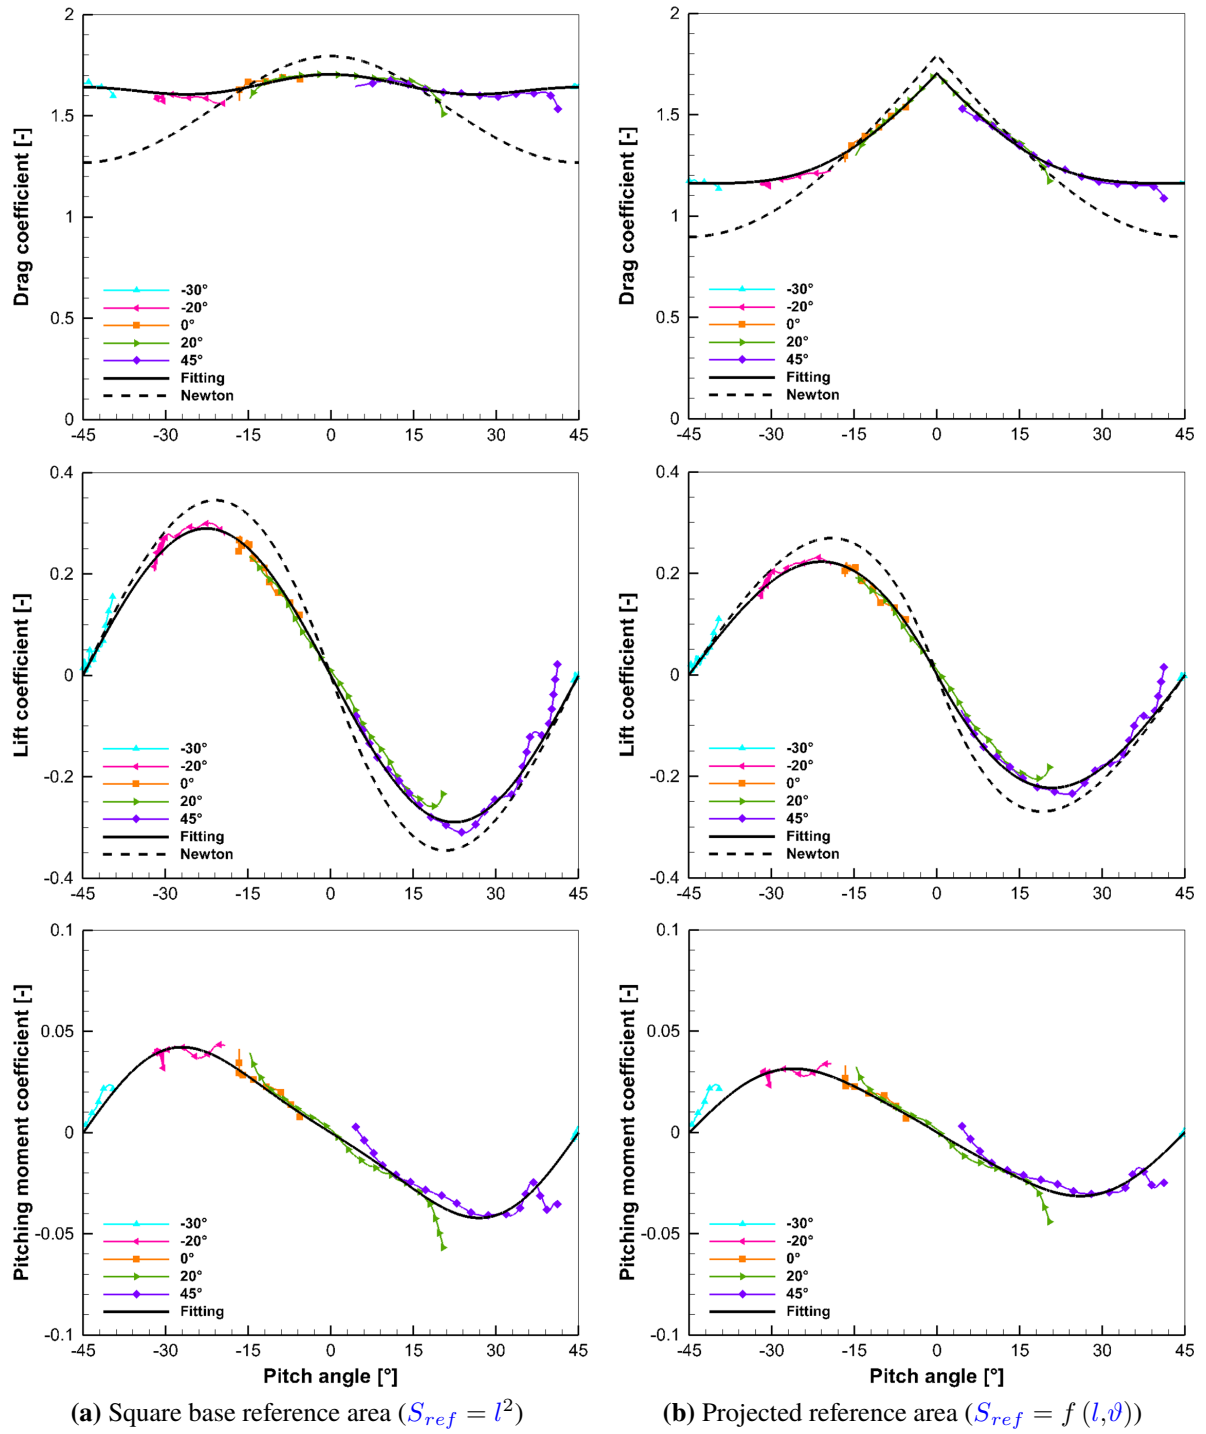 2
1.5
1
0.5
0
Drag coefficient [-]
-30°
-20°
0°
20°
45°
Fitting
Newton
-45 -30 -15 0 15 30 45
2
1.5
1
0.5
0
Drag coefficient [-]
-30°
-20°
0°
20°
45°
Fitting
Newton
-45 -30 -15 0 15 30 45
0.4
0.2
0
-0.2
-0.4
Lift coefficient [-]
-30°
-20°
0°
20°
45°
Fitting
Newton
-45 -30 -15 0 15 30 45
0.4
0.2
0
-0.2
-0.4
Lift coefficient [-]
-30°
-20°
0°
20°
45°
Fitting
Newton
-45 -30 -15 0 15 30 45
0.1
0.05
0
-0.05
-0.1
Pitching moment coefficient [-]
-30°
-20°
0°
20°
45°
Fitting
-45 -30 -15 0 15 30 45
Pitch angle [°]
0.1
0.05
0
-0.05
-0.1
Pitching moment coefficient [-]
-30°
-20°
0°
20°
45°
Fitting
-45 -30 -15 0 15 30 45
Pitch angle [°]
(a) Square base reference area (S_ref = l²)
(b) Projected reference area (S_ref = f (l,ϑ))